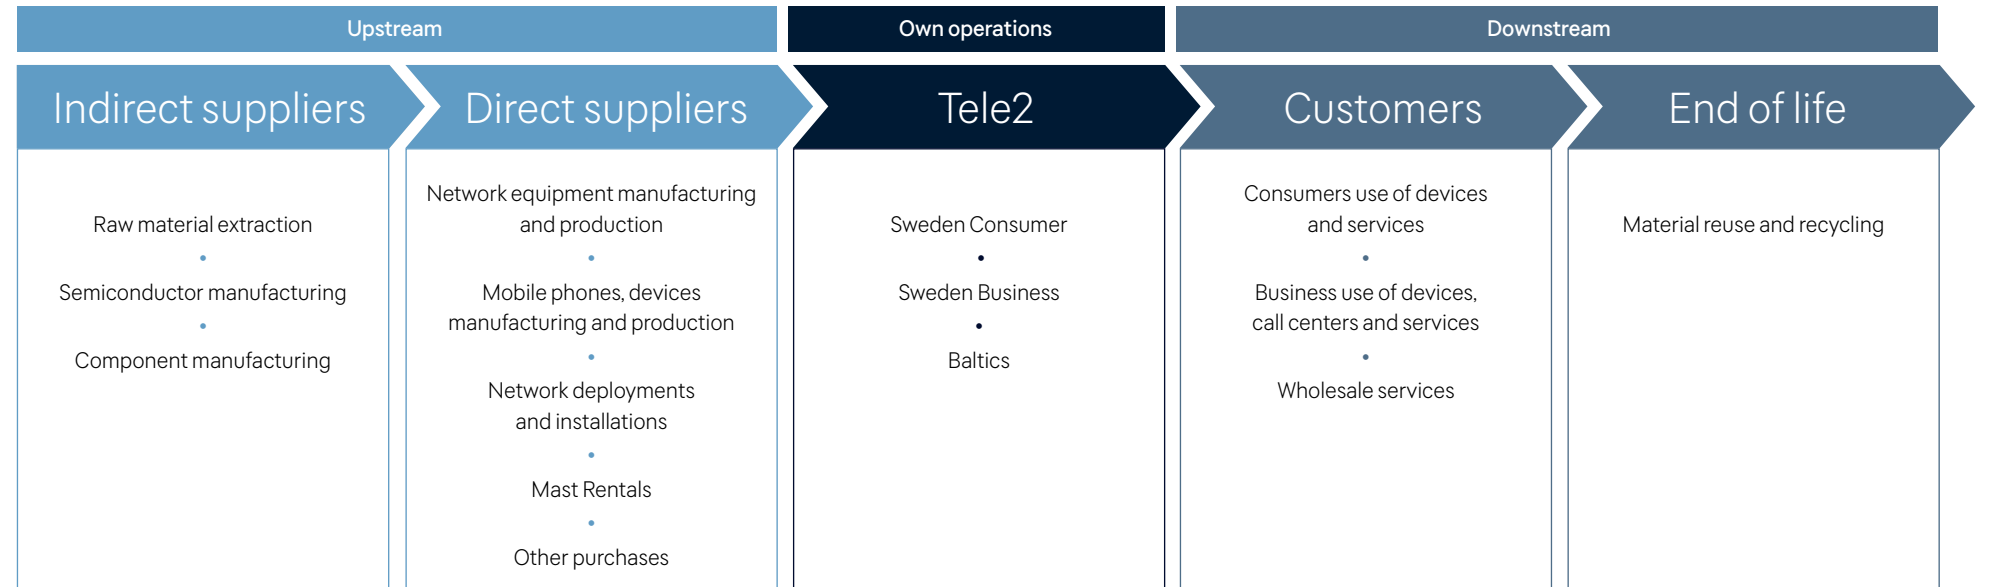 Upstream
Own operations
Downstream
Indirect suppliers
Direct suppliers
Tele2
Customers
End of life
Raw material extraction
•
Semiconductor manufacturing
•
Component manufacturing
Network equipment manufacturing
and production
•
Mobile phones, devices
manufacturing and production
•
Network deployments
and installations
•
Mast Rentals
•
Other purchases
Sweden Consumer
•
Sweden Business
•
Baltics
Consumers use of devices
and services
•
Business use of devices,
call centers and services
•
Wholesale services
Material reuse and recycling